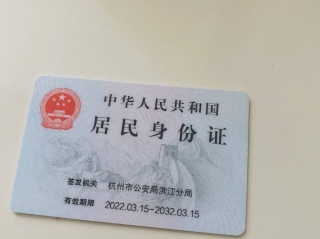 中华人民共和国
居民身份证
签发机关 杭州市公安局滨江分局
有效期限 2022.03.15-2032.03.15